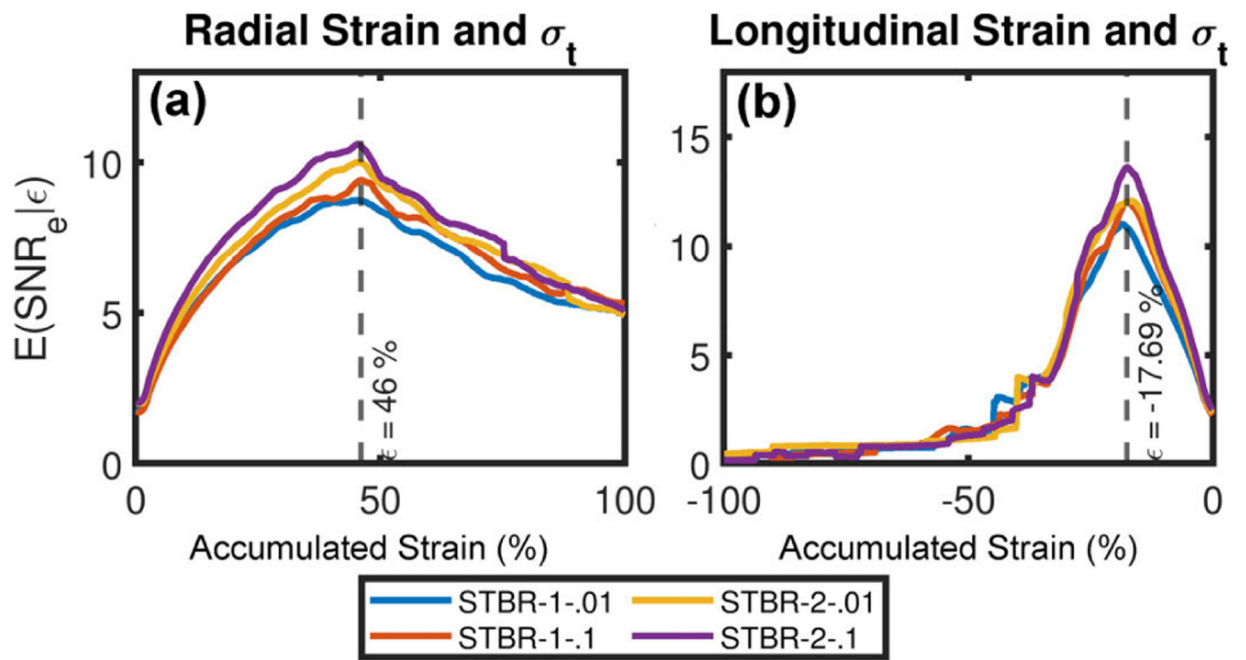 Radial Strain and σt
Longitudinal Strain and σt
(a)
(b)
E(SNRe|ϵ)
10
5
0
15
10
5
0
ϵ = 46 %
ϵ = -17.69 %
0
50
100
-100
-50
0
Accumulated Strain (%)
Accumulated Strain (%)
STBR-1-.01
STBR-2-.01
STBR-1-.1
STBR-2-.1